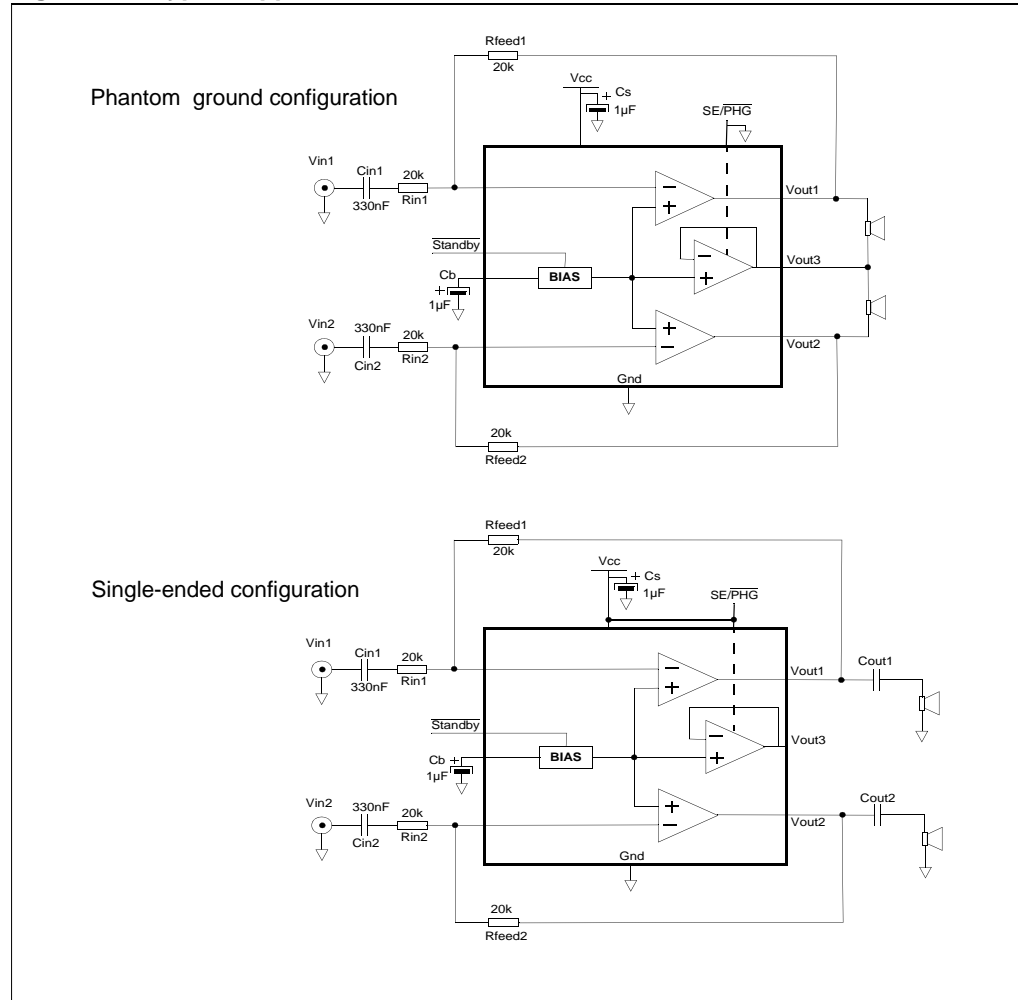 Rfeed1
20k
Vcc
+ Cs
1µF
Phantom ground configuration
SE/PHG
Vin1
Cin1
20k
330nF
Rin1
Vout1
Standby
Cb
+
1µF
BIAS
Vout3
Vin2
330nF
20k
Cin2
Rin2
Vout2
Gnd
20k
Rfeed2
− +
− +
+ −
Rfeed1
20k
Vcc
+ Cs
1µF
Single-ended configuration
SE/PHG
Vin1
Cin1
20k
330nF
Rin1
Vout1
Cout1
Standby
Cb +
1µF
BIAS
Vout3
Vin2
330nF
20k
Cin2
Rin2
Vout2
Cout2
Gnd
20k
Rfeed2
− +
− +
+ −